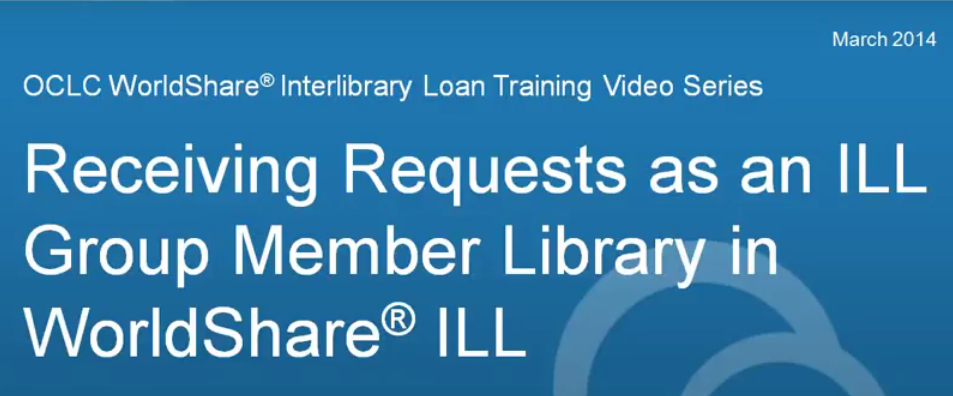 March 2014
OCLC WorldShare® Interlibrary Loan Training Video Series
Receiving Requests as an ILL
Group Member Library in
WorldShare® ILL